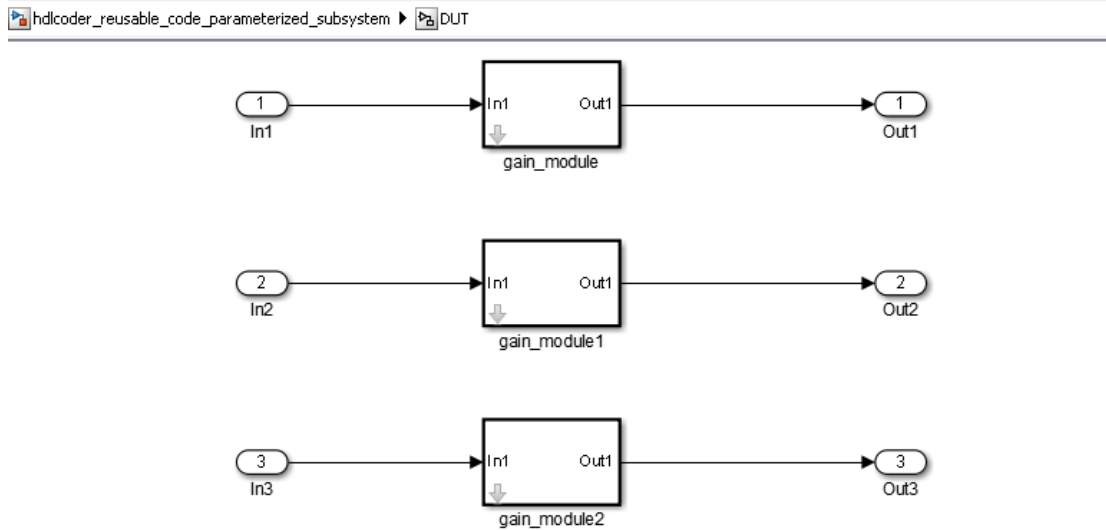 hdlcoder_reusable_code_parameterized_subsystem DUT
1 In1 Out1 1
In1 gain_module Out1
2 In1 Out1 2
In2 gain_module1 Out2
3 In1 Out1 3
In3 gain_module2 Out3